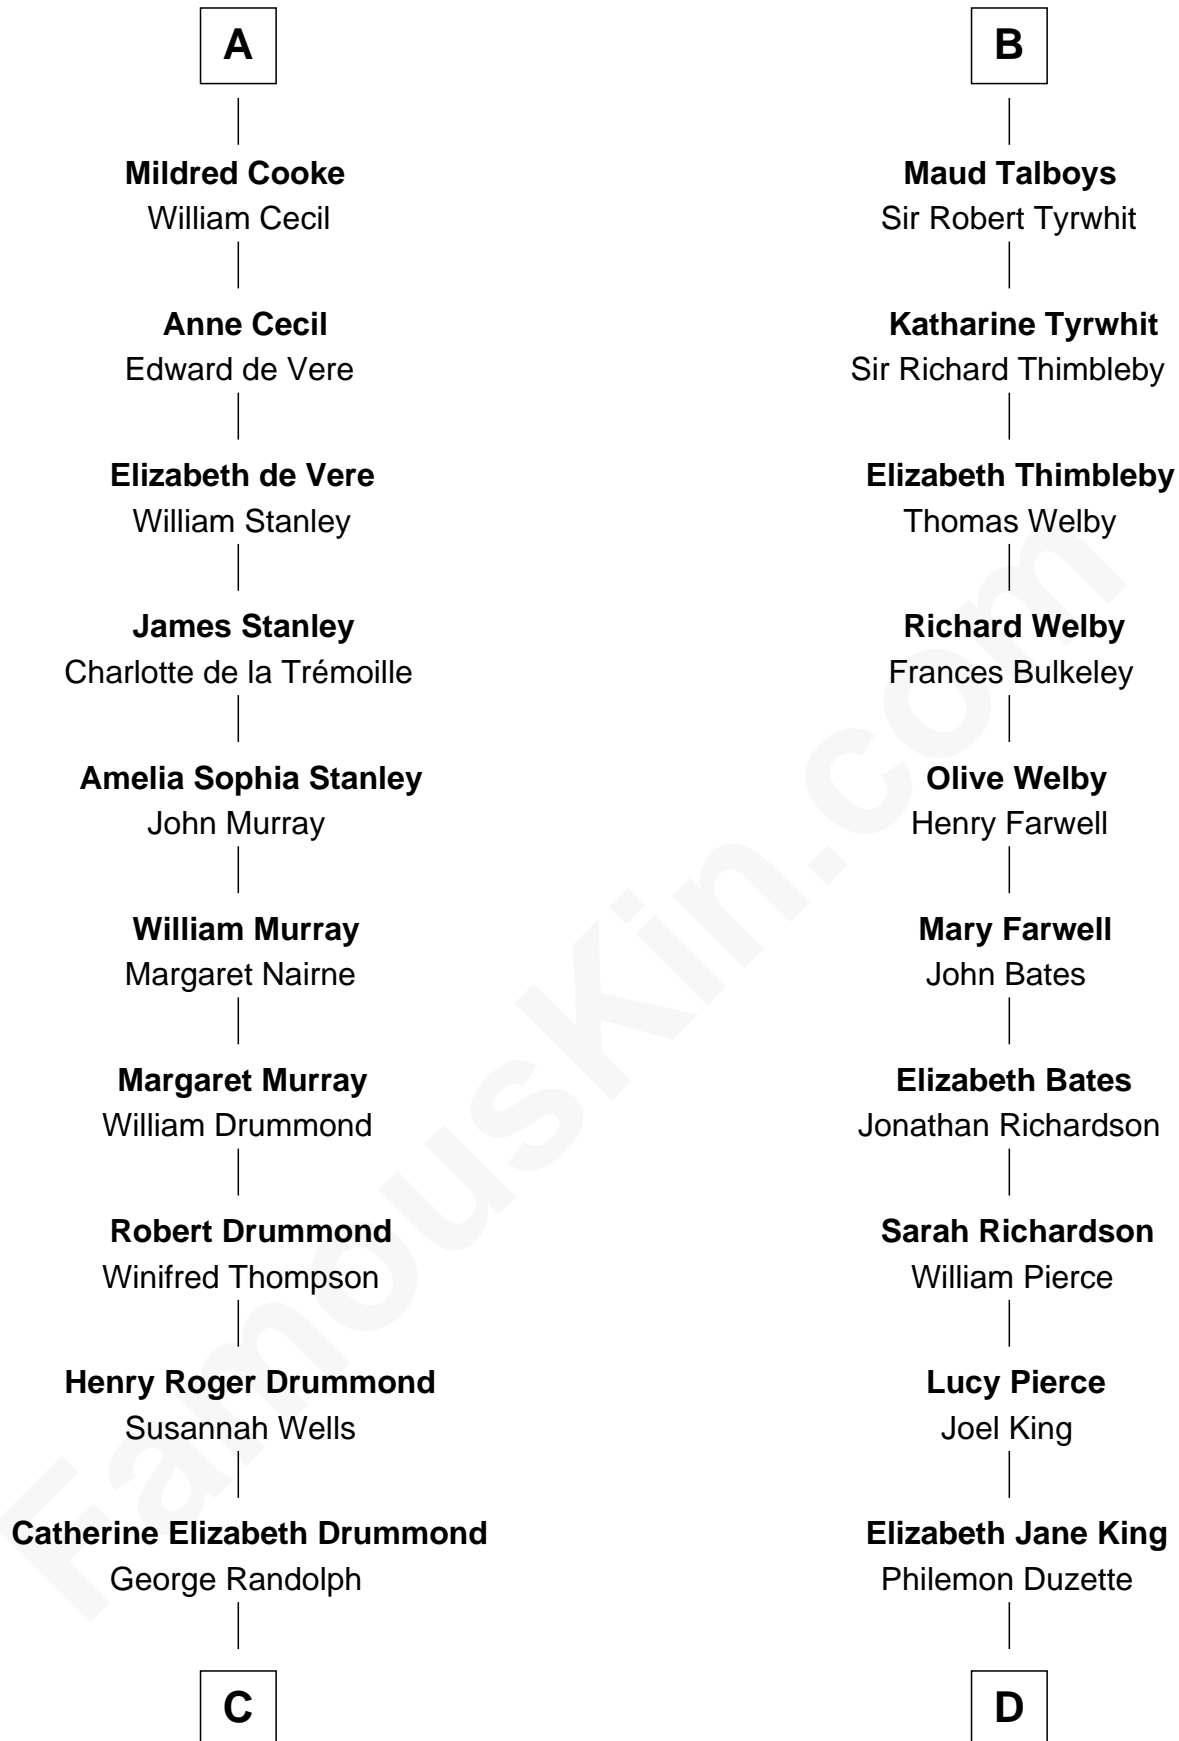 A
Mildred Cooke
William Cecil
Anne Cecil
Edward de Vere
Elizabeth de Vere
William Stanley
James Stanley
Charlotte de la Trémoille
Amelia Sophia Stanley
John Murray
William Murray
Margaret Nairne
Margaret Murray
William Drummond
Robert Drummond
Winifred Thompson
Henry Roger Drummond
Susannah Wells
Catherine Elizabeth Drummond
George Randolph
C
B
Maud Talboys
Sir Robert Tyrwhit
Katharine Tyrwhit
Sir Richard Thimbleby
Elizabeth Thimbleby
Thomas Welby
Richard Welby
Frances Bulkeley
Olive Welby
Henry Farwell
Mary Farwell
John Bates
Elizabeth Bates
Jonathan Richardson
Sarah Richardson
William Pierce
Lucy Pierce
Joel King
Elizabeth Jane King
Philemon Duzette
D
FamousKin.com